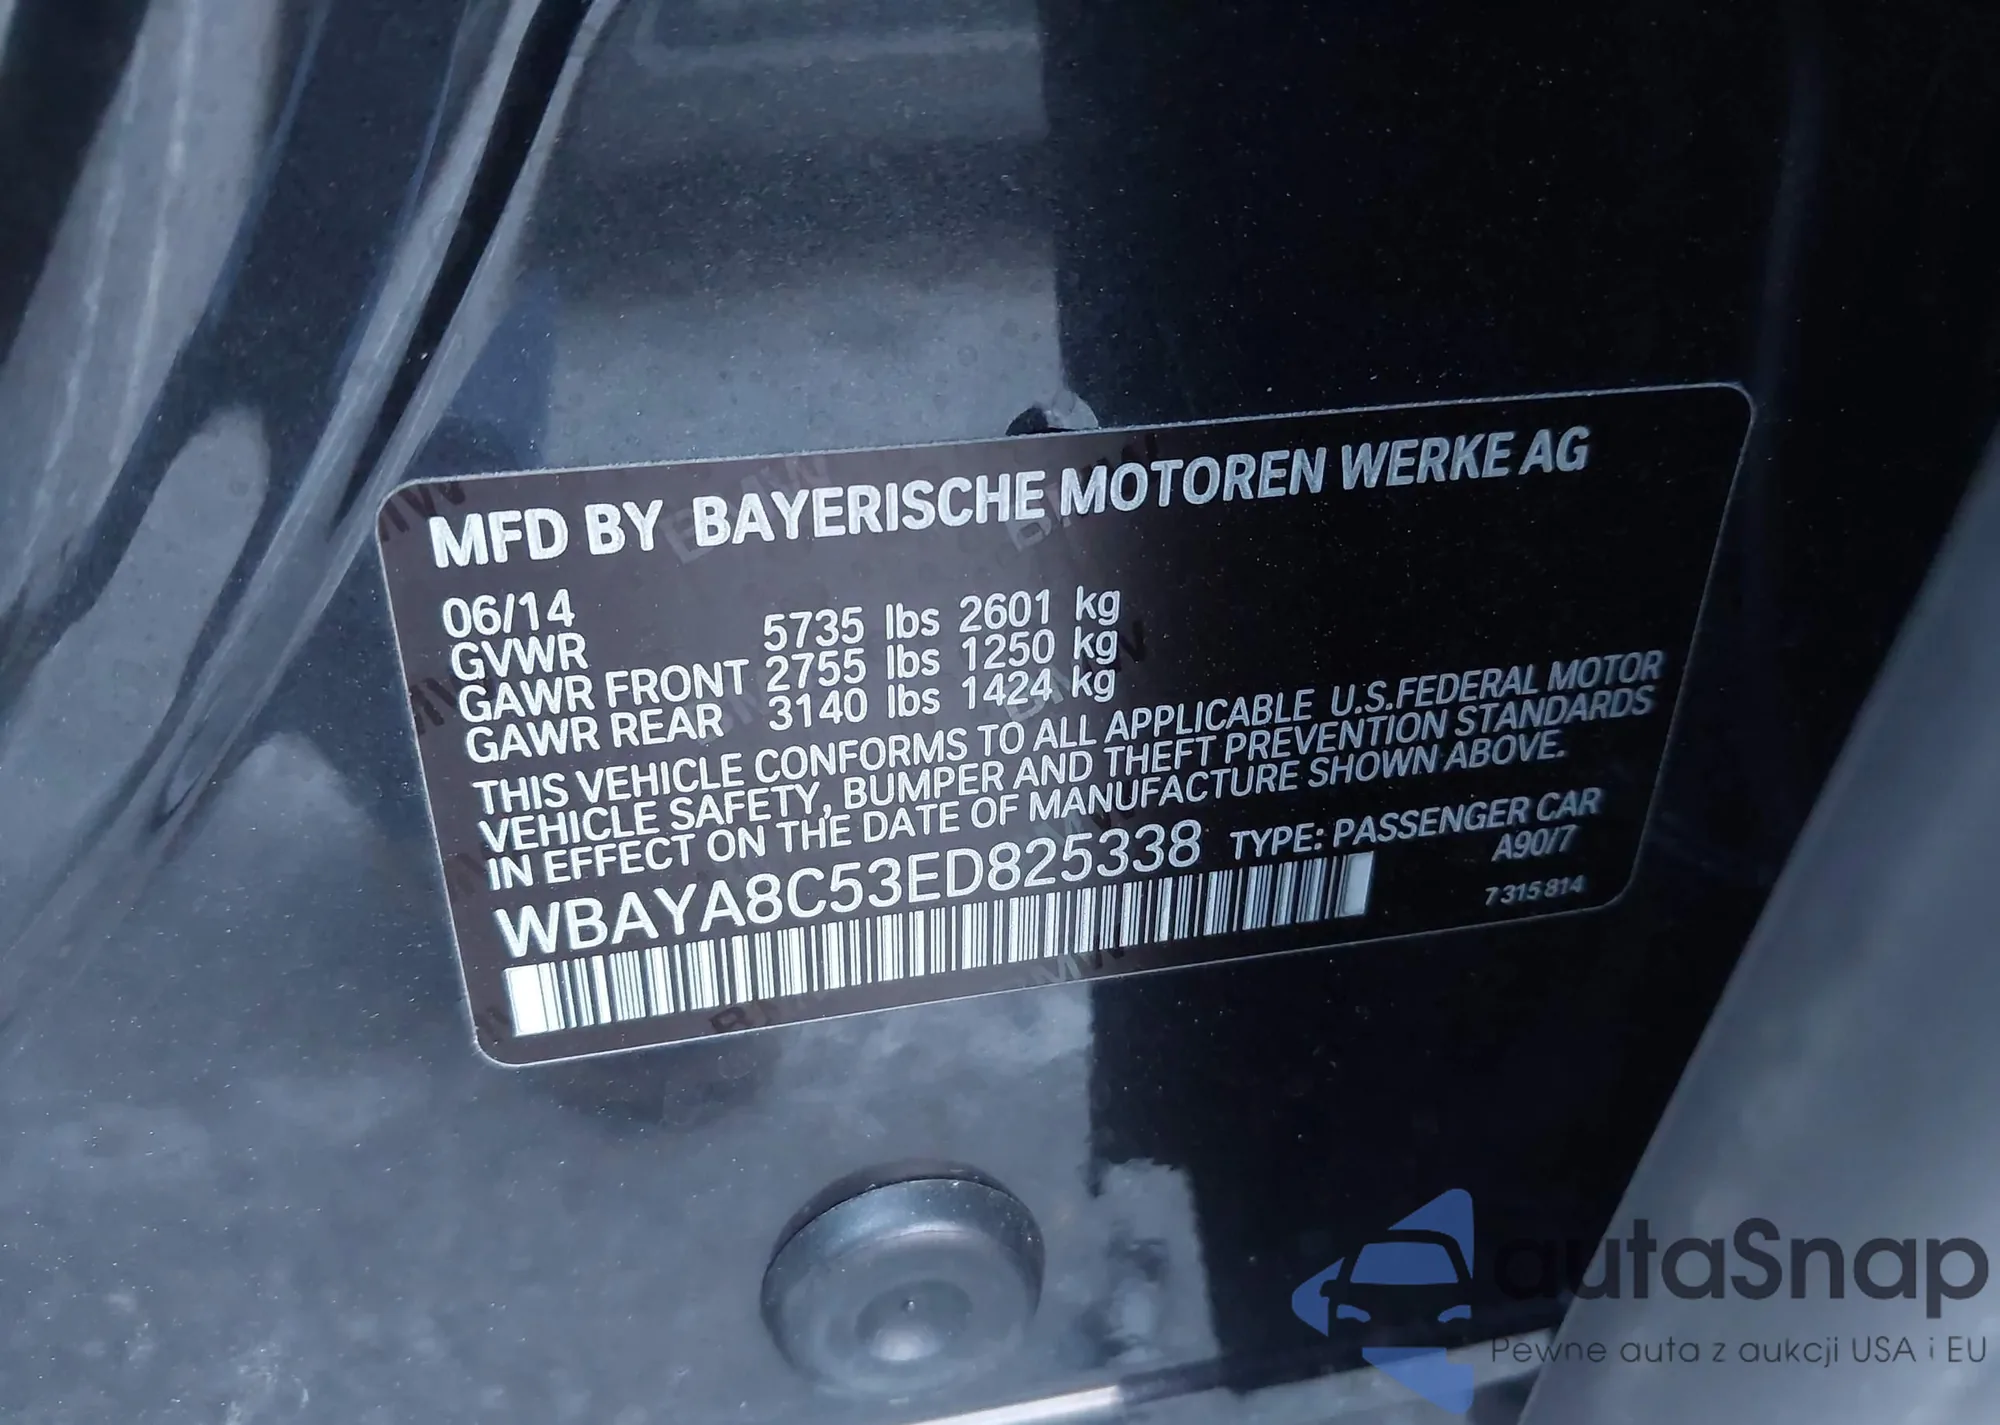 MFD BY BAYERISCHE MOTOREN WERKE AG
06/14
GVWR 5735 lbs 2601 kg
GAWR FRONT 2755 lbs 1250 kg
GAWR REAR 3140 lbs 1424 kg
THIS VEHICLE CONFORMS TO ALL APPLICABLE U.S.FEDERAL MOTOR
VEHICLE SAFETY, BUMPER AND THEFT PREVENTION STANDARDS
IN EFFECT ON THE DATE OF MANUFACTURE SHOWN ABOVE.
WBAYA8C53ED825338 TYPE: PASSENGER CAR
A90/7
7 315 814
autaSnap
Pewne auta z aukcji USA i EU